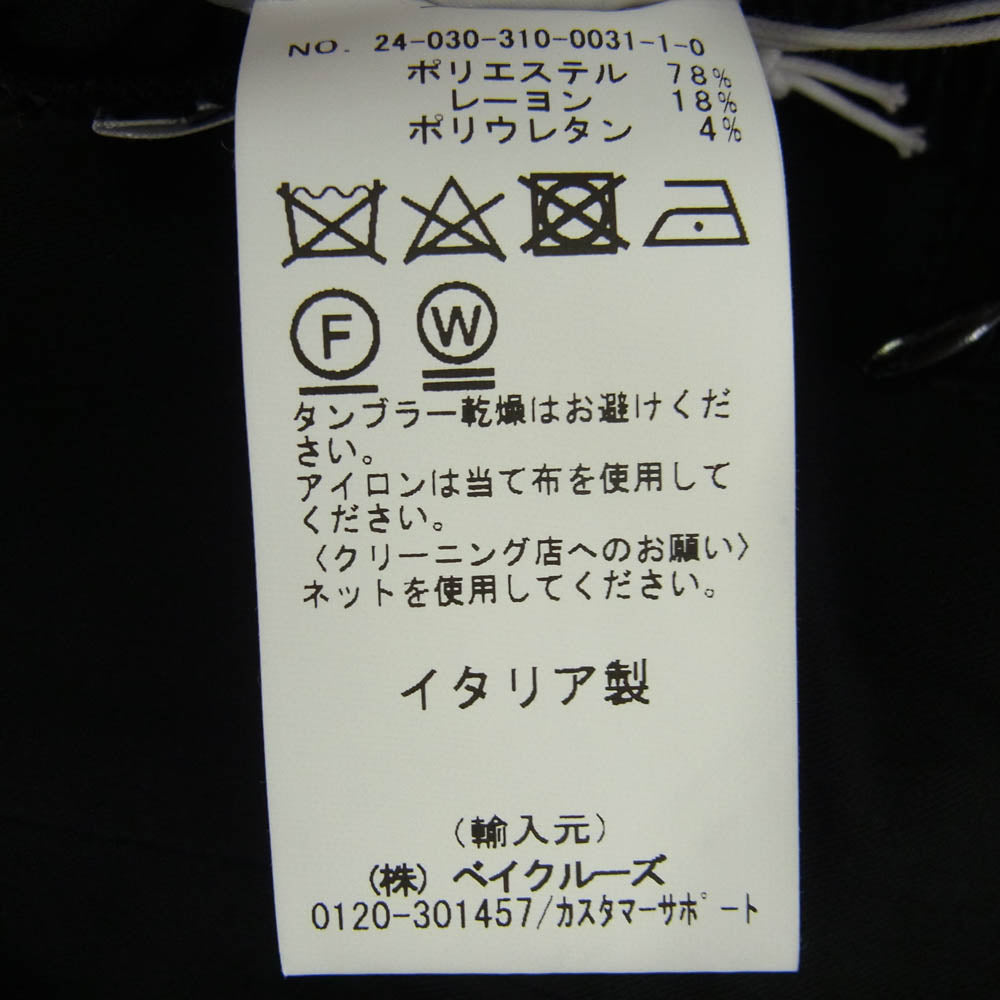 NO. 24-030-310-0031-1-0
ポリエステル 78%
レーヨン 18%
ポリウレタン 4%
F W
タンブラー乾燥はお避けくだ
さい。
アイロンは当て布を使用して
ください。
〈クリーニング店へのお願い〉
ネットを使用してください。
イタリア製
(輸入元)
(株) ベイクルーズ
0120-301457/カスタマーサポート